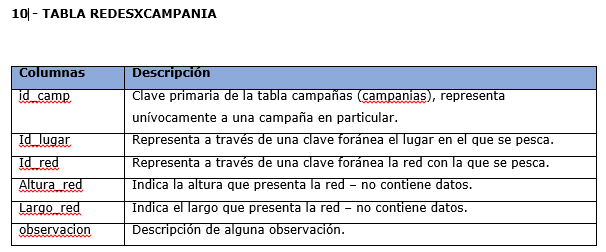 10 - TABLA REDESXCAMPANIA
Columnas Descripción
id_camp Clave primaria de la tabla campañas (campanias), representa
unívocamente a una campaña en particular.
Id_lugar Representa a través de una clave foránea el lugar en el que se pesca.
Id_red Representa a través de una clave foránea la red con la que se pesca.
Altura_red Indica la altura que presenta la red – no contiene datos.
Largo_red Indica el largo que presenta la red – no contiene datos.
observacion Descripción de alguna observación.